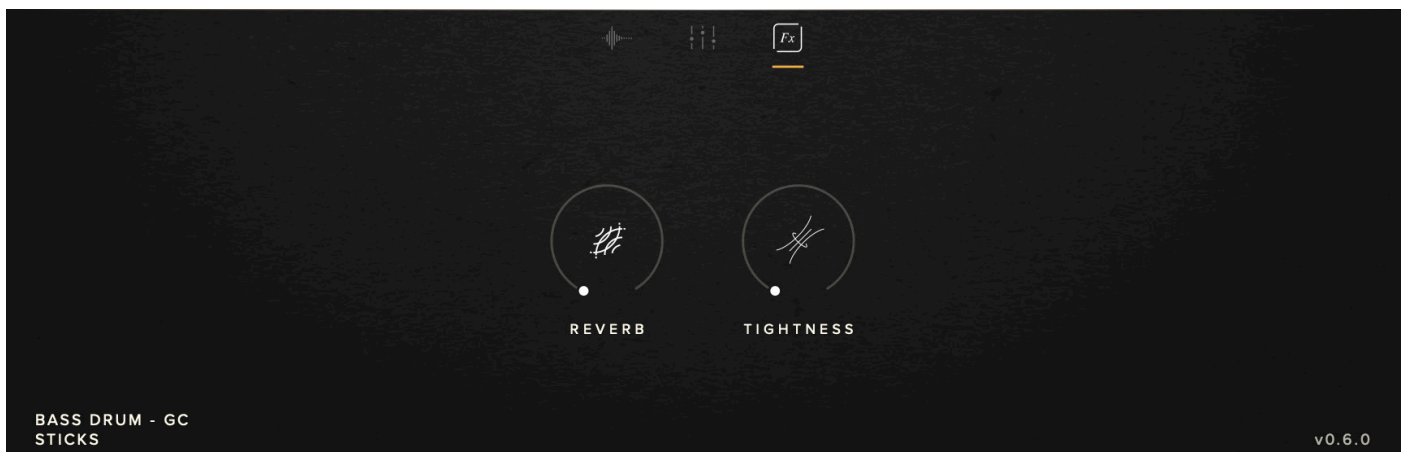 Fx
REVERB
TIGHTNESS
BASS DRUM - GC
STICKS
v0.6.0